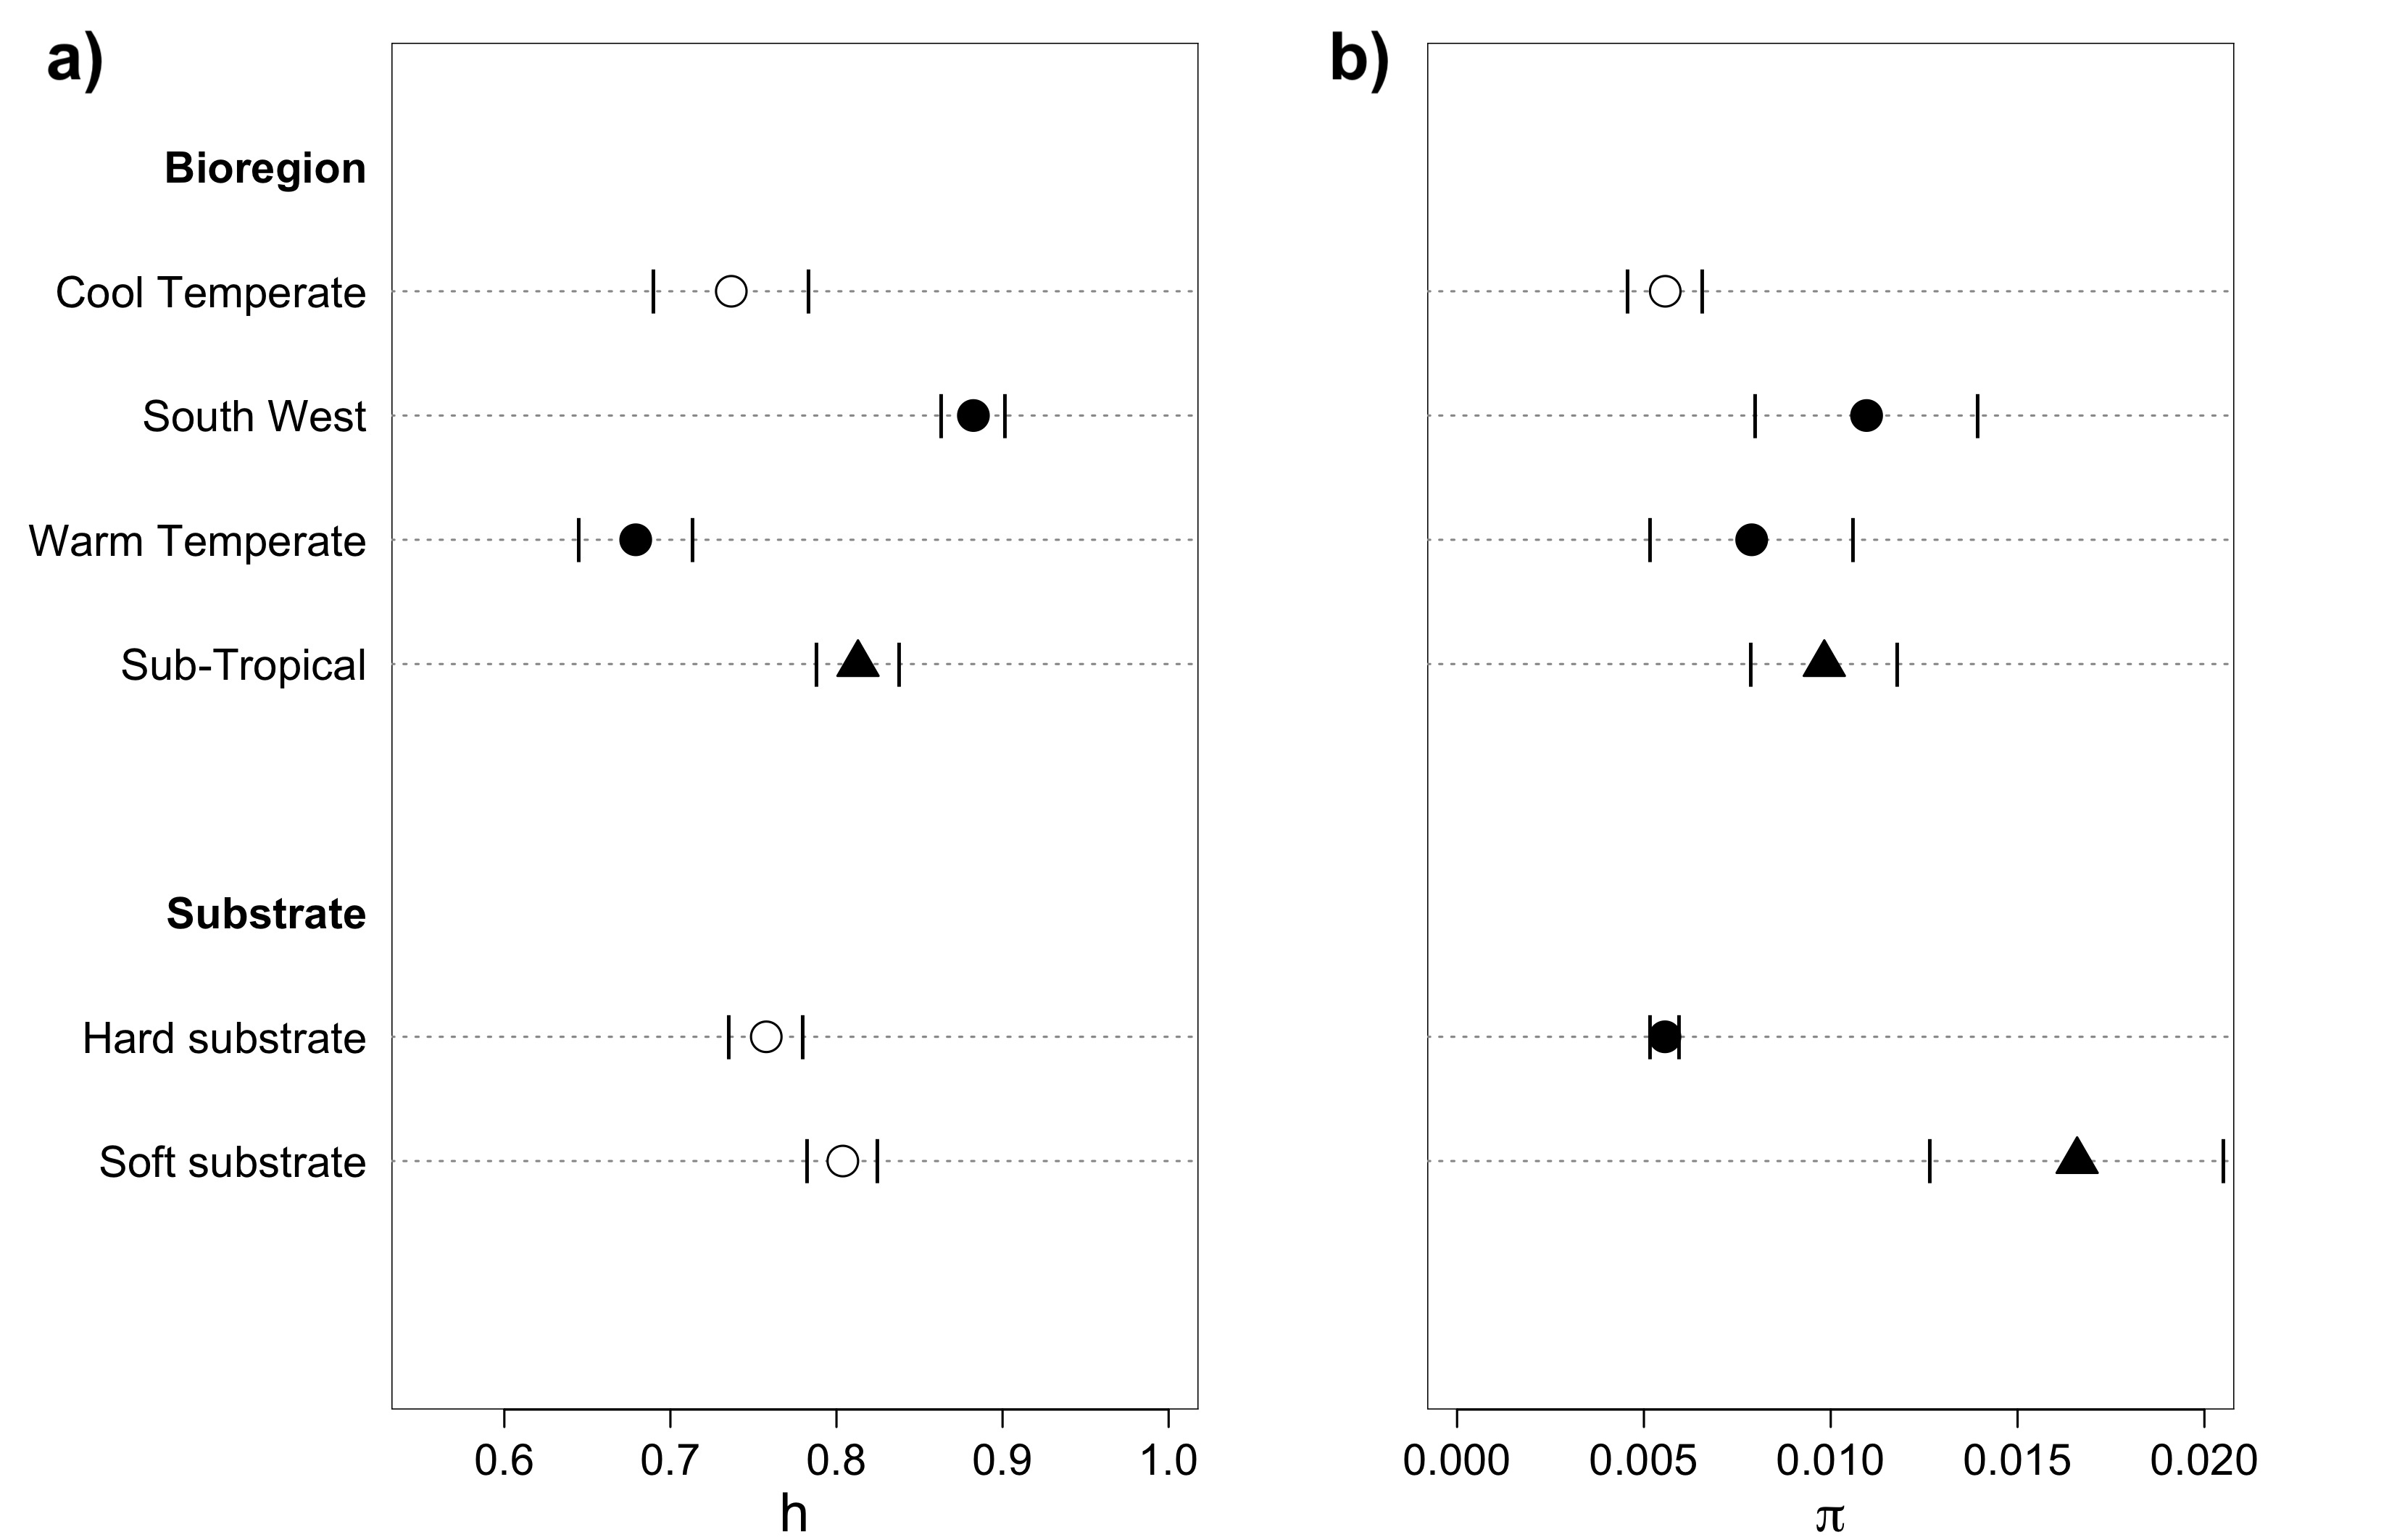 a)
b)
Bioregion
Cool Temperate
South West
Warm Temperate
Sub-Tropical
Substrate
Hard substrate
Soft substrate
0.6 0.7 0.8 0.9 1.0
h
0.000 0.005 0.010 0.015 0.020
π